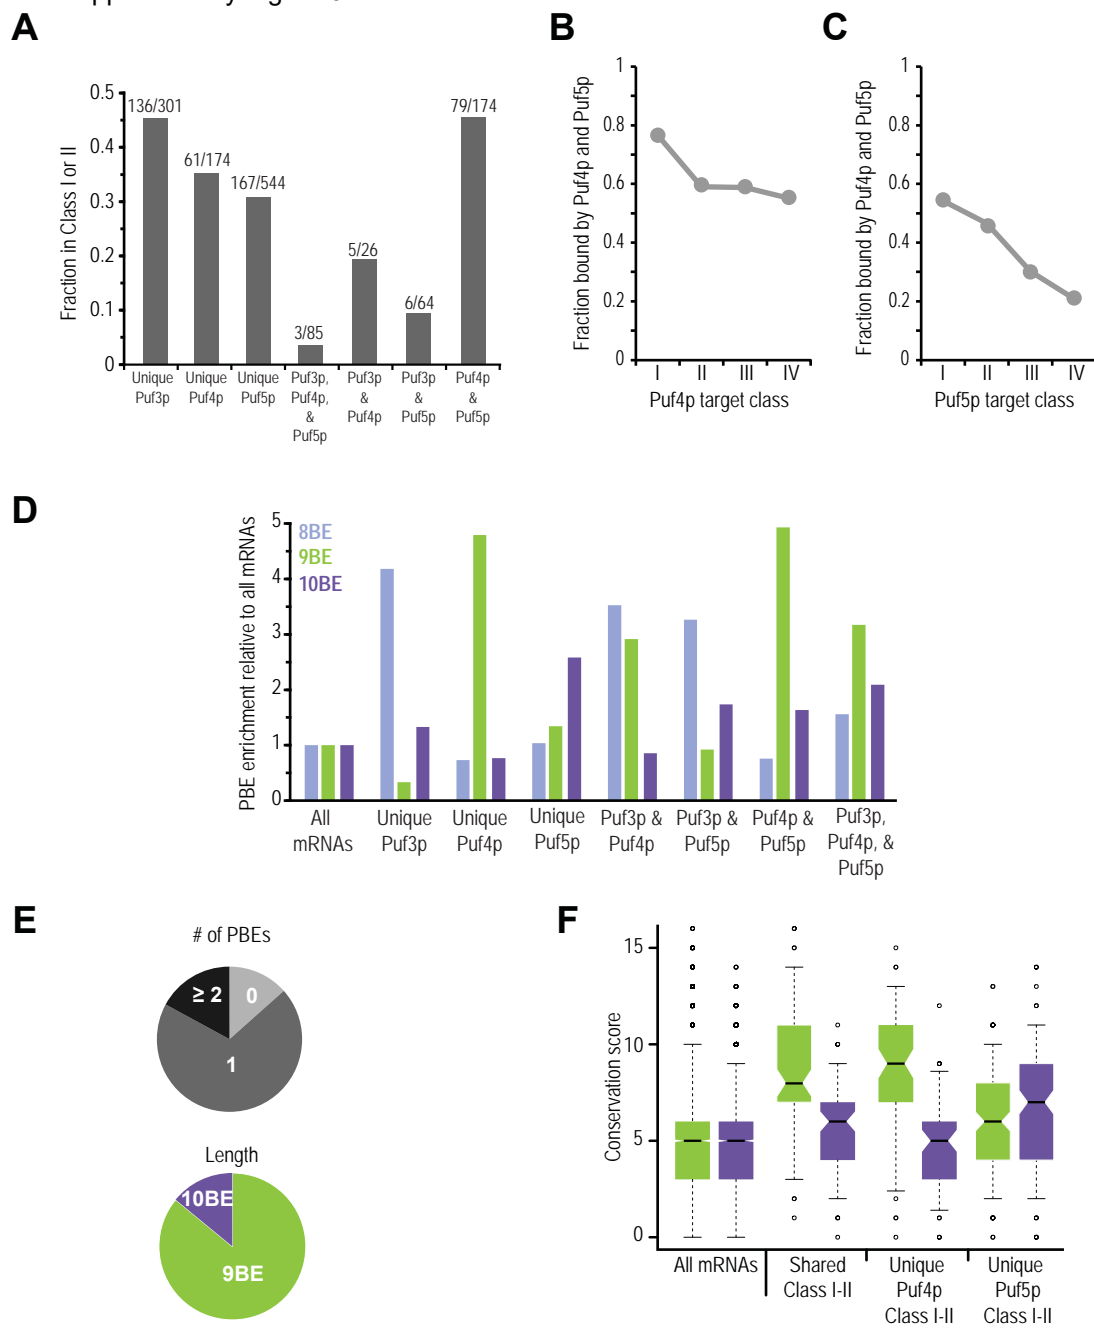 A
Fraction in Class I or II
0.5
0.4
0.3
0.2
0.1
0
136/301
61/174
167/544
3/85
5/26
6/64
79/174
Unique
Puf3p
Unique
Puf4p
Unique
Puf5p
Puf3p,
Puf4p,
&
Puf5p
Puf3p
&
Puf4p
Puf3p
&
Puf5p
Puf4p
&
Puf5p
B
Fraction bound by Puf4p and Puf5p
1
0.8
0.6
0.4
0.2
0
I II III IV
Puf4p target class
C
Fraction bound by Puf4p and Puf5p
1
0.8
0.6
0.4
0.2
0
I II III IV
Puf5p target class
D
PBE enrichment relative to all mRNAs
5
4
3
2
1
0
8BE
9BE
10BE
All
mRNAs
Unique
Puf3p
Unique
Puf4p
Unique
Puf5p
Puf3p &
Puf4p
Puf3p &
Puf5p
Puf4p &
Puf5p
Puf3p,
Puf4p, &
Puf5p
E
# of PBEs
≥ 2
0
1
Length
10BE
9BE
F
Conservation score
15
10
5
0
All mRNAs
Shared
Class I-II
Unique
Puf4p
Class I-II
Unique
Puf5p
Class I-II